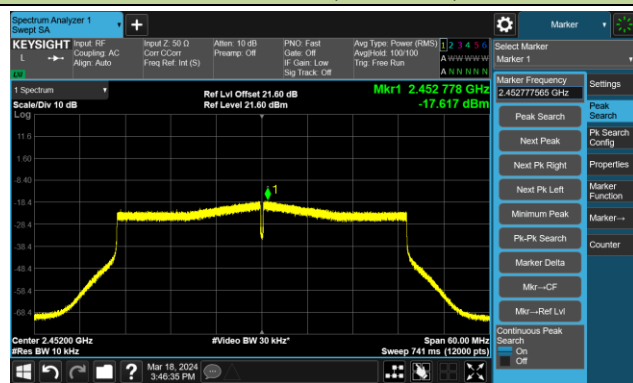 Spectrum Analyzer 1
Swept SA
Marker
KEYSIGHT
L
LXI
Input: RF
Coupling: AC
Align: Auto
Input Z: 50 Ω
Corr CCorr
Freq Ref: Int (S)
Atten: 10 dB
Preamp: Off
PNO: Fast
Gate: Off
IF Gain: Low
Sig Track: Off
Avg Type: Power (RMS)
Avg|Hold: 100/100
Trig: Free Run
1 2 3 4 5 6
A W W W W W
A N N N N N
Select Marker
Marker 1
1 Spectrum
Scale/Div 10 dB
Log
Ref Lvl Offset 21.60 dB
Ref Level 21.60 dBm
Mkr1 2.452 778 GHz
-17.617 dBm
11.6
1.60
-8.40
-18.4
-28.4
-38.4
-48.4
-58.4
-68.4
1
Center 2.45200 GHz
#Res BW 10 kHz
#Video BW 30 kHz*
Span 60.00 MHz
Sweep 741 ms (12000 pts)
Marker Frequency
2.452777565 GHz
Peak Search
Next Peak
Next Pk Right
Next Pk Left
Minimum Peak
Pk-Pk Search
Marker Delta
Mkr→CF
Mkr→Ref Lvl
Continuous Peak
Search
On
Off
Settings
Peak
Search
Pk Search
Config
Properties
Marker
Function
Marker→
Counter
Mar 18, 2024
3:46:35 PM